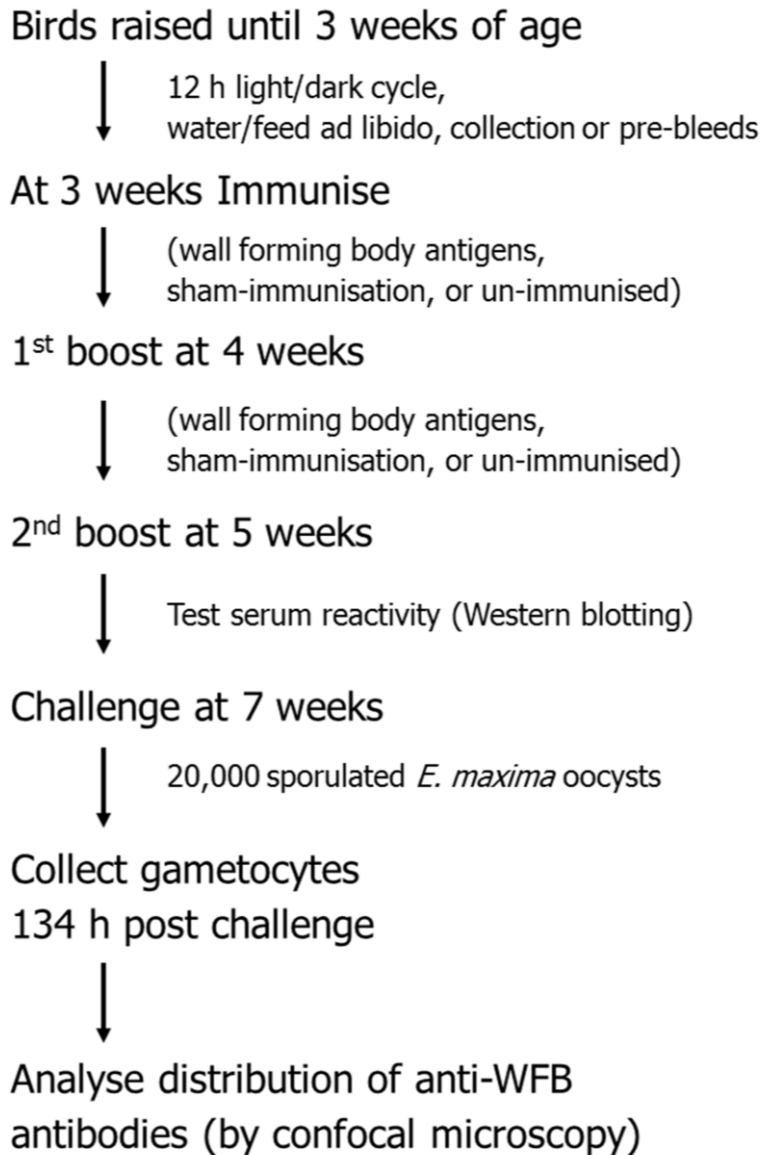 Birds raised until 3 weeks of age
12 h light/dark cycle,
water/feed ad libido, collection or pre-bleeds
At 3 weeks Immunise
(wall forming body antigens,
sham-immunisation, or un-immunised)
1st boost at 4 weeks
(wall forming body antigens,
sham-immunisation, or un-immunised)
2nd boost at 5 weeks
Test serum reactivity (Western blotting)
Challenge at 7 weeks
20,000 sporulated E. maxima oocysts
Collect gametocytes
134 h post challenge
Analyse distribution of anti-WFB
antibodies (by confocal microscopy)